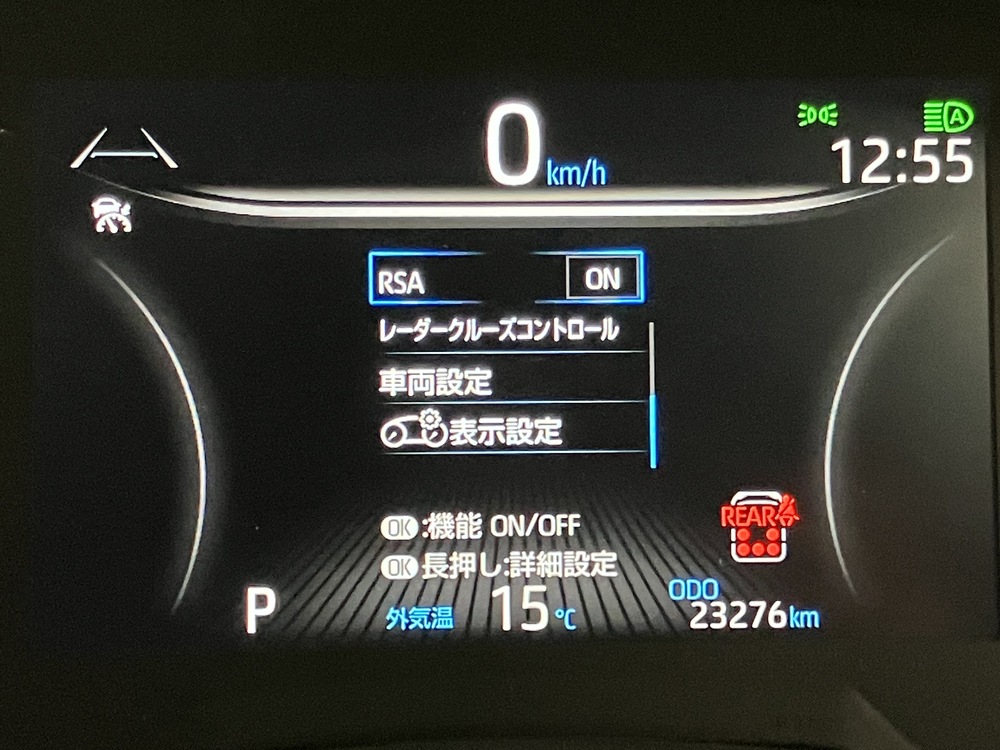 0 km/h
A
12:55
RSA ON
レーダークルーズコントロール
車両設定
表示設定
OK:機能 ON/OFF
OK長押し:詳細設定
REAR
P
外気温 15℃
ODO
23276km